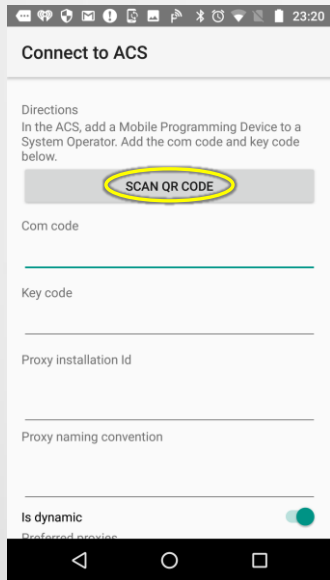 23:20
Connect to ACS
Directions
In the ACS, add a Mobile Programming Device to a
System Operator. Add the com code and key code
below.
SCAN QR CODE
Com code
Key code
Proxy installation Id
Proxy naming convention
Is dynamic
Preferred proxies